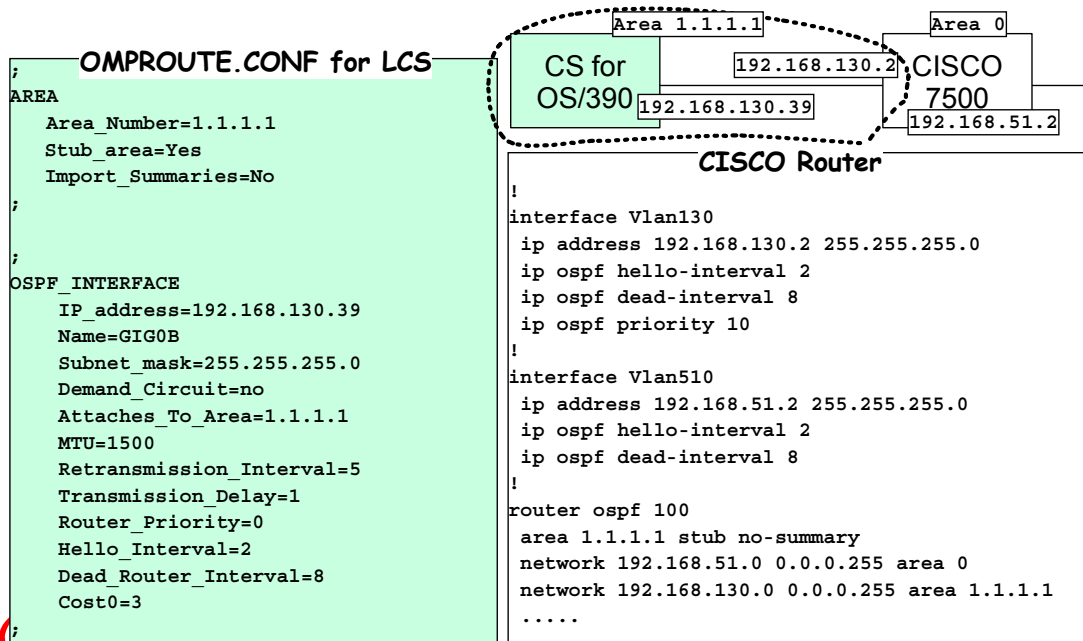 Area 1.1.1.1
Area 0
CS for
OS/390
192.168.130.2
192.168.130.39
CISCO
7500
192.168.51.2
OMPROUTE.CONF for LCS
;
AREA
Area_Number=1.1.1.1
Stub_area=Yes
Import_Summaries=No
;
;
OSPF_INTERFACE
IP_address=192.168.130.39
Name=GIG0B
Subnet_mask=255.255.255.0
Demand_Circuit=no
Attaches_To_Area=1.1.1.1
MTU=1500
Retransmission_Interval=5
Transmission_Delay=1
Router_Priority=0
Hello_Interval=2
Dead_Router_Interval=8
Cost0=3
;
CISCO Router
!
interface Vlan130
ip address 192.168.130.2 255.255.255.0
ip ospf hello-interval 2
ip ospf dead-interval 8
ip ospf priority 10
!
interface Vlan510
ip address 192.168.51.2 255.255.255.0
ip ospf hello-interval 2
ip ospf dead-interval 8
!
router ospf 100
area 1.1.1.1 stub no-summary
network 192.168.51.0 0.0.0.255 area 0
network 192.168.130.0 0.0.0.255 area 1.1.1.1
.....